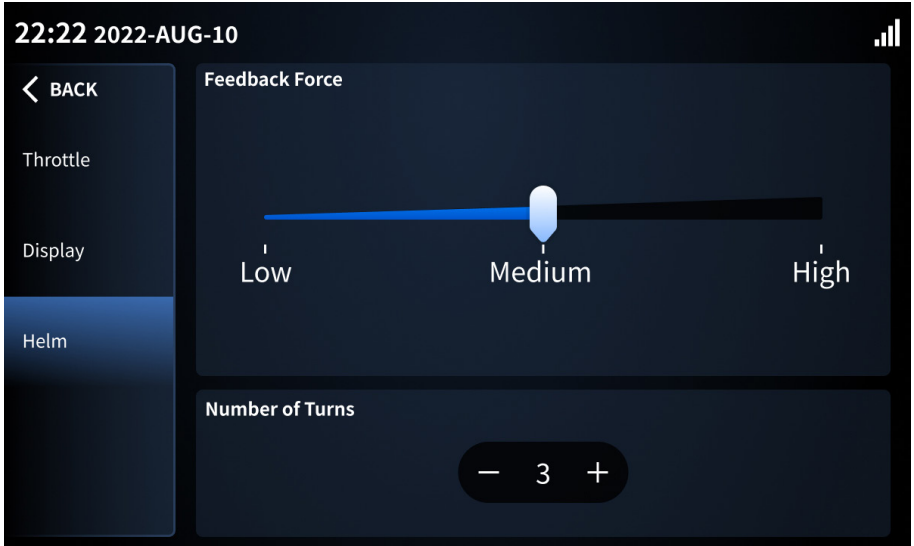 22:22 2022-AUG-10
BACK
Throttle
Display
Helm
Feedback Force
Low Medium High
Number of Turns
− 3 +